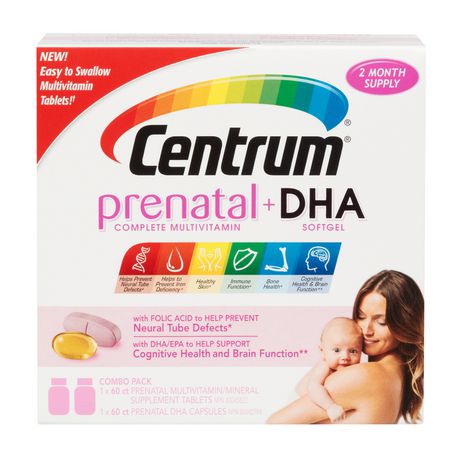 NEW!
Easy to Swallow
Multivitamin
Tablets!†
2 MONTH
SUPPLY
Centrum
prenatal + DHA
COMPLETE MULTIVITAMIN SOFTGEL
Helps Prevent
Neural Tube
Defects*
Helps to
Prevent Iron
Deficiency*
Healthy
Skin*
Immune
Function*
Bone
Health*
Cognitive
Health & Brain
Function**
with FOLIC ACID to HELP PREVENT
Neural Tube Defects*
with DHA/EPA to HELP SUPPORT
Cognitive Health and Brain Function**
COMBO PACK
1 x 60 ct PRENATAL MULTIVITAMIN/MINERAL
SUPPLEMENT TABLETS
1 x 60 ct PRENATAL DHA CAPSULES